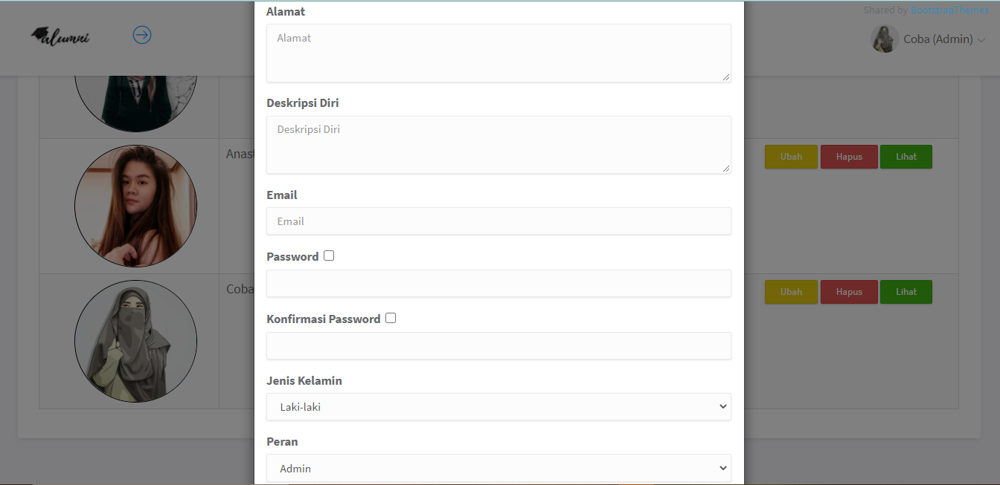 Alamat
Shared by BootstrapThemes
alumni
Alamat
Coba (Admin)
Deskripsi Diri
Deskripsi Diri
Anast
Ubah Hapus Lihat
Email
Email
Password
Coba
Ubah Hapus Lihat
Konfirmasi Password
Jenis Kelamin
Laki-laki
Peran
Admin